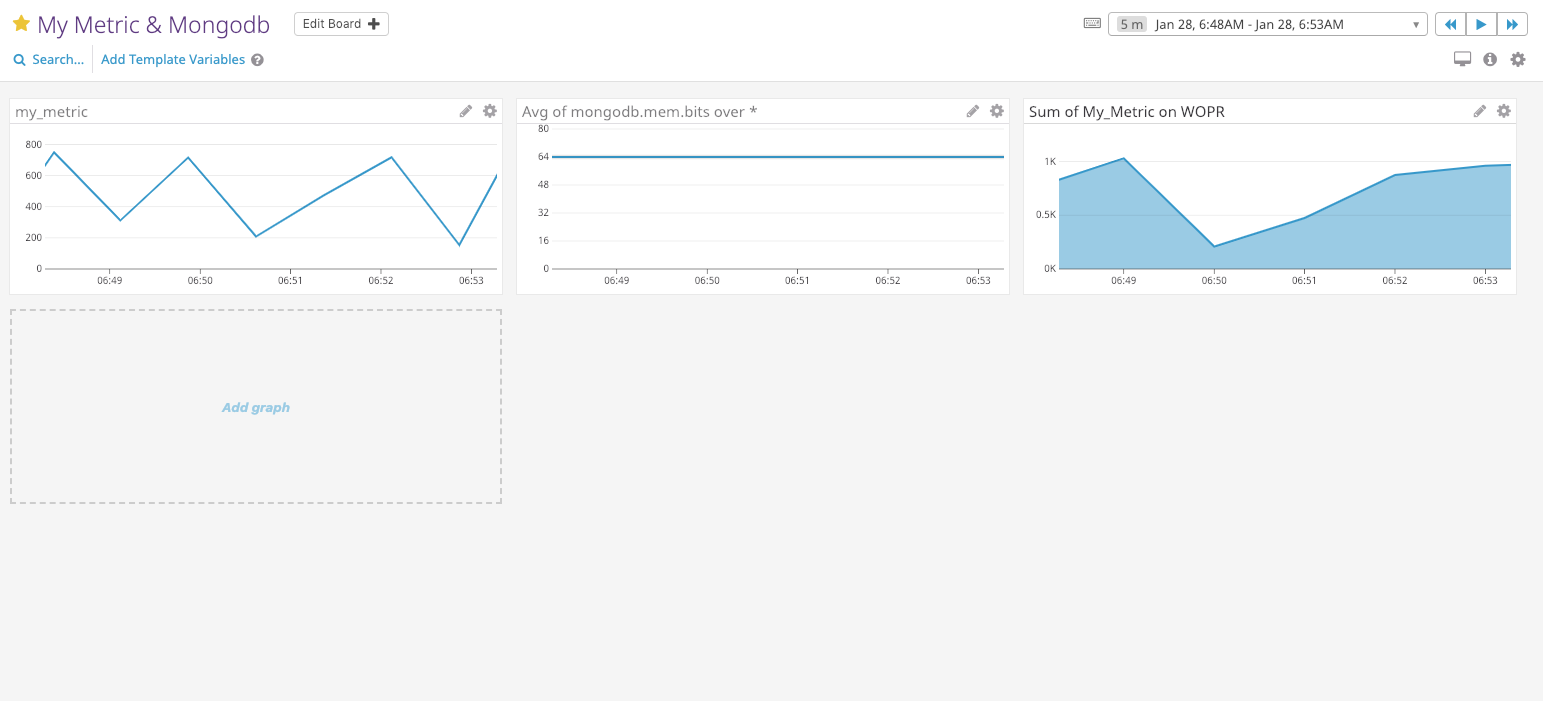 My Metric & Mongodb
Edit Board
5 m Jan 28, 6:48AM - Jan 28, 6:53AM
Search...
Add Template Variables
?
my_metric
800
600
400
200
0
06:49 06:50 06:51 06:52 06:53
Avg of mongodb.mem.bits over *
80
64
48
32
16
0
06:49 06:50 06:51 06:52 06:53
Sum of My_Metric on WOPR
1K
0.5K
0K
06:49 06:50 06:51 06:52 06:53
Add graph